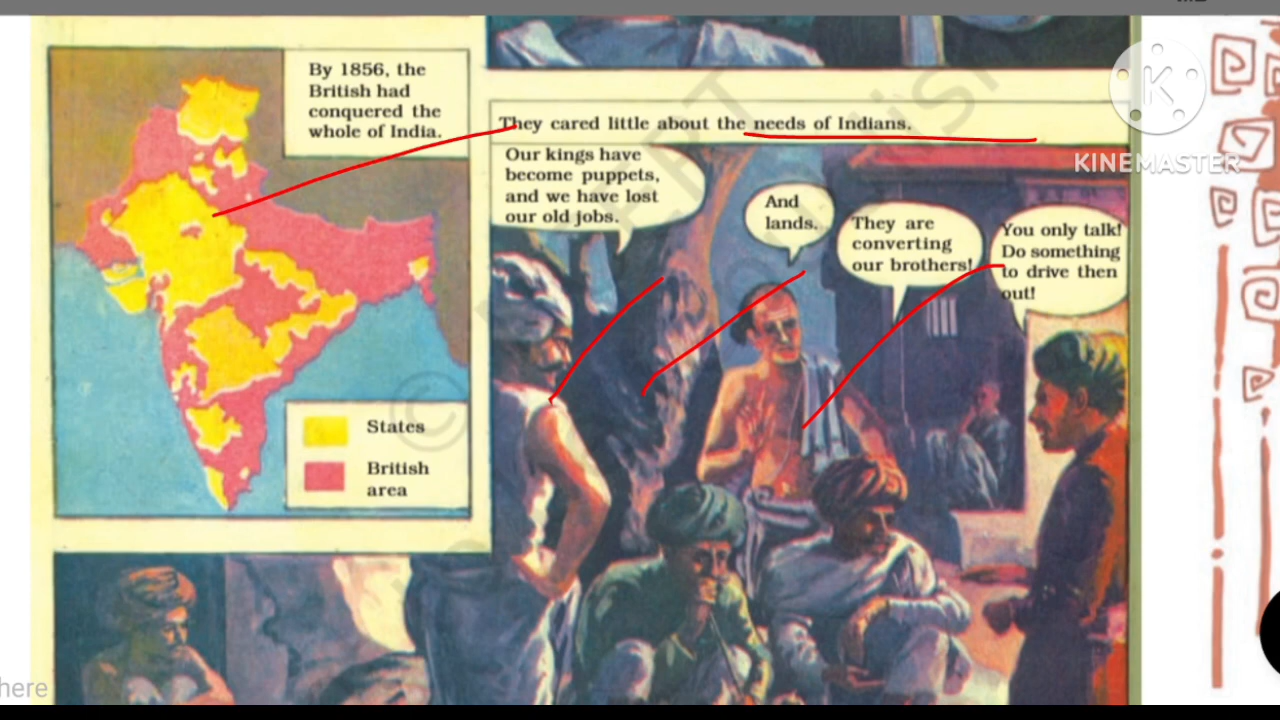 By 1856, the
British had
conquered the
whole of India.
They cared little about the needs of Indians.
Our kings have
become puppets,
and we have lost
our old jobs.
And
lands.
They are
converting
our brothers!
You only talk!
Do something
to drive then
out!
States
British
area
K
KINEMASTER
here